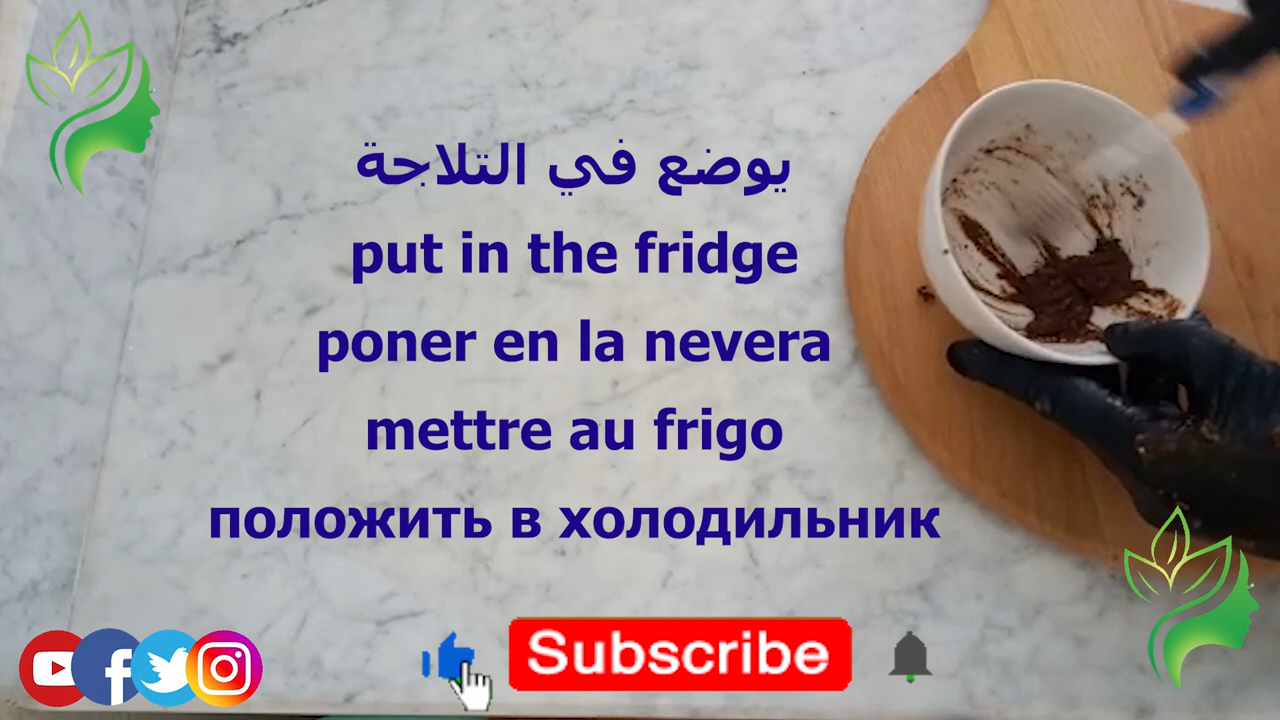 يوضع في التلاجة
put in the fridge
poner en la nevera
mettre au frigo
положить в холодильник
Subscribe